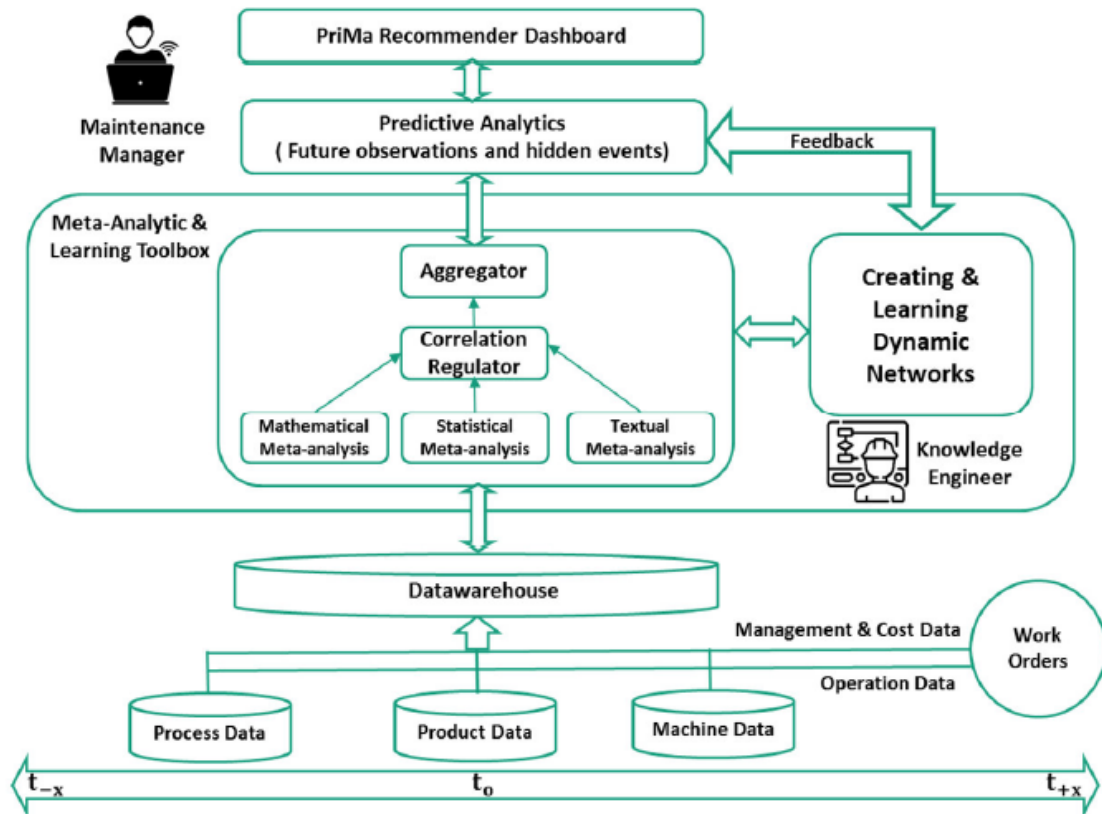 PriMa Recommender Dashboard
Maintenance
Manager
Predictive Analytics
( Future observations and hidden events)
Feedback
Meta-Analytic &
Learning Toolbox
Aggregator
Correlation
Regulator
Mathematical
Meta-analysis
Statistical
Meta-analysis
Textual
Meta-analysis
Creating &
Learning
Dynamic
Networks
Knowledge
Engineer
Datawarehouse
Management & Cost Data
Operation Data
Work
Orders
Process Data
Product Data
Machine Data
t₋ₓ
t₀
t₊ₓ